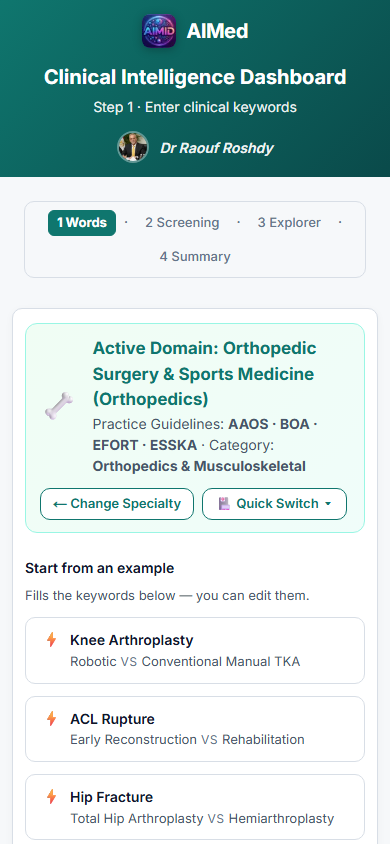 AIMID
AIMed
Clinical Intelligence Dashboard
Step 1 · Enter clinical keywords
Dr Raouf Roshdy
1 Words · 2 Screening · 3 Explorer ·
4 Summary
Active Domain: Orthopedic
Surgery & Sports Medicine
(Orthopedics)
Practice Guidelines: AAOS · BOA ·
EFORT · ESSKA · Category:
Orthopedics & Musculoskeletal
← Change Specialty
Quick Switch
Start from an example
Fills the keywords below — you can edit them.
Knee Arthroplasty
Robotic VS Conventional Manual TKA
ACL Rupture
Early Reconstruction VS Rehabilitation
Hip Fracture
Total Hip Arthroplasty VS Hemiarthroplasty